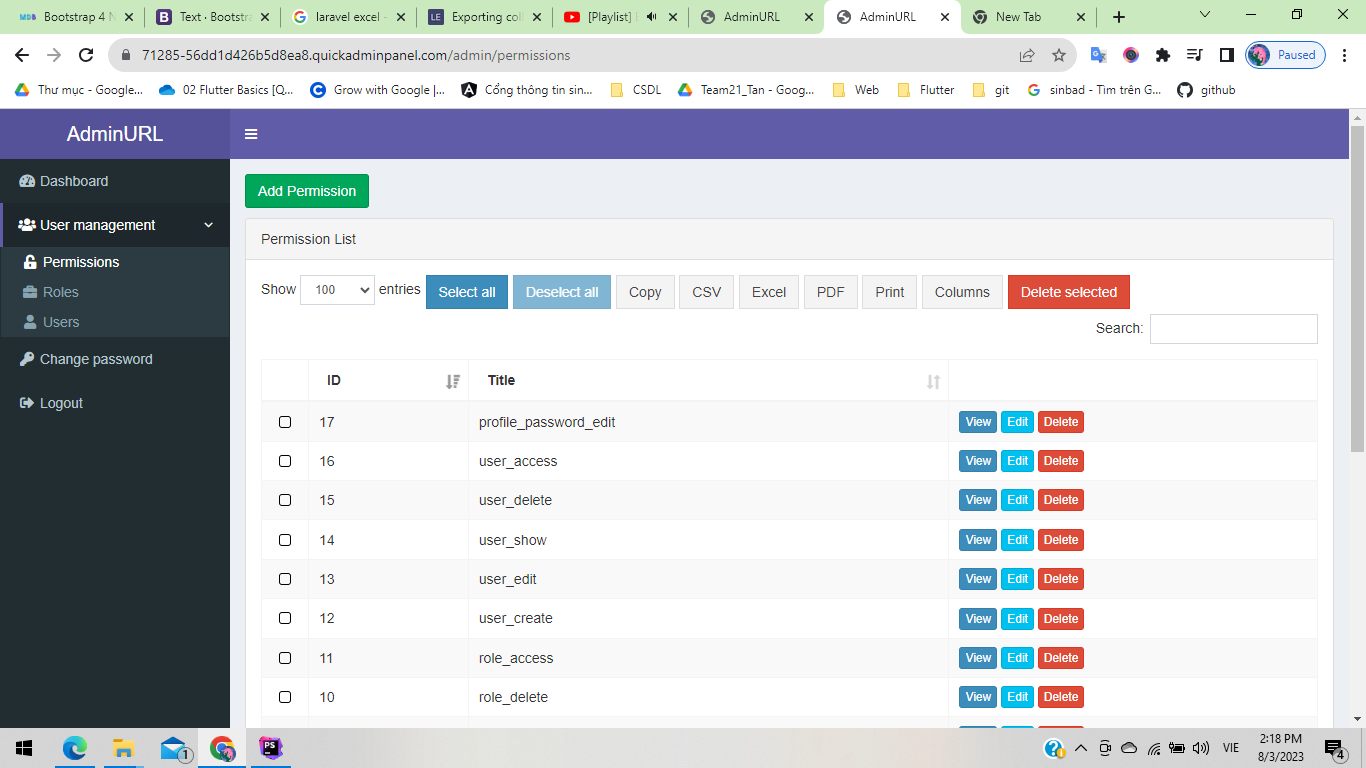 Bootstrap 4 N
Text · Bootstra
laravel excel -
Exporting coll
[Playlist]
AdminURL
AdminURL
New Tab
71285-56dd1d426b5d8ea8.quickadminpanel.com/admin/permissions
Paused
Thư mục - Google...
02 Flutter Basics [Q...
Grow with Google |...
Cổng thông tin sin...
CSDL
Team21_Tan - Goog...
Web
Flutter
git
sinbad - Tìm trên G...
github
AdminURL
Dashboard
User management
Permissions
Roles
Users
Change password
Logout
Add Permission
Permission List
Show 100 entries
Select all
Deselect all
Copy
CSV
Excel
PDF
Print
Columns
Delete selected
Search:
ID Title
17 profile_password_edit View Edit Delete
16 user_access View Edit Delete
15 user_delete View Edit Delete
14 user_show View Edit Delete
13 user_edit View Edit Delete
12 user_create View Edit Delete
11 role_access View Edit Delete
10 role_delete View Edit Delete
1
PS
VIE
2:18 PM
8/3/2023
4